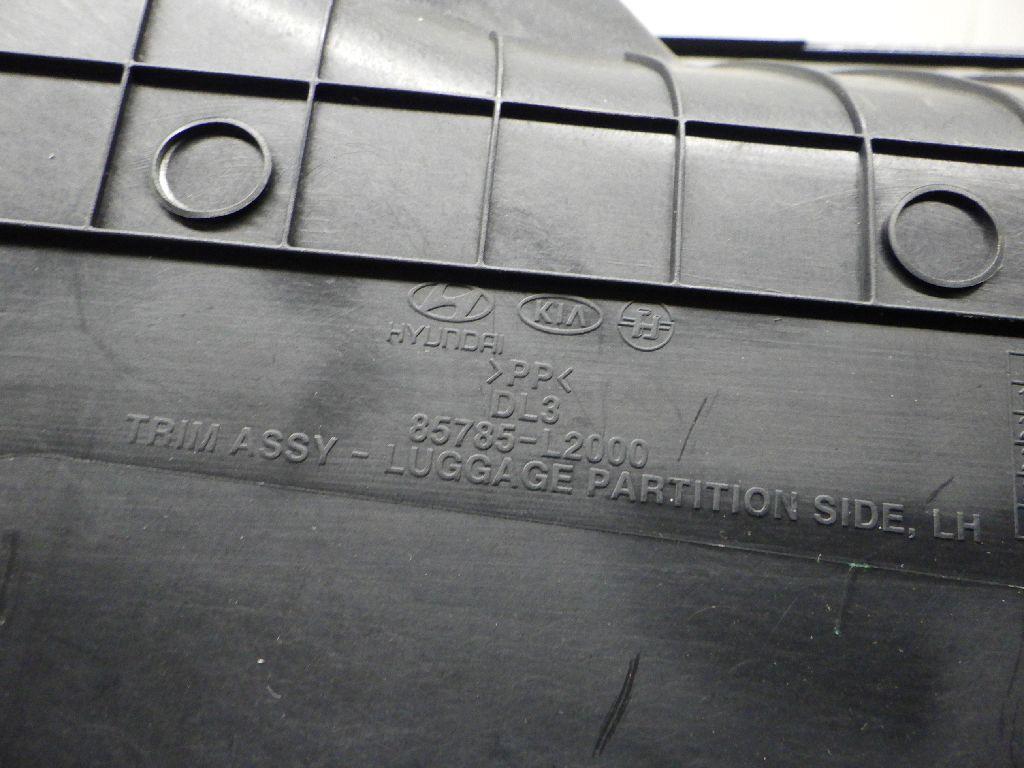 HYUNDAI KIA
>PP<
DL3
85785-L2000
TRIM ASSY - LUGGAGE PARTITION SIDE, LH